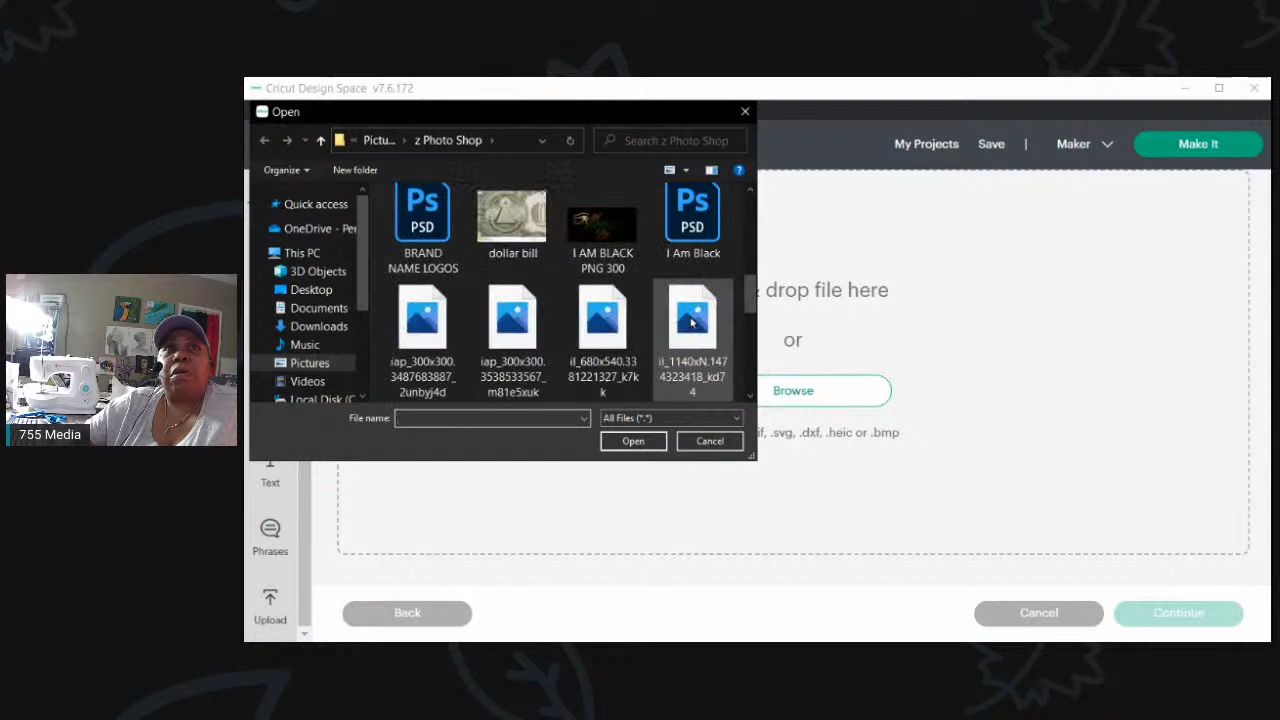 Cricut Design Space v7.6.172
Open
Pictu... › z Photo Shop ›
Search z Photo Shop
My Projects
Save
|
Maker
Make It
Organize
New folder
Quick access
OneDrive - Per
This PC
3D Objects
Desktop
Documents
Downloads
Music
Pictures
Videos
Local Disk (C
Ps
PSD
BRAND
NAME LOGOS
dollar bill
I AM BLACK
PNG 300
Ps
PSD
I Am Black
iap_300x300.
3487683887_
2unbyj4d
iap_300x300.
3538533567_
m81e5xuk
il_680x540.33
81221327_k7k
k
il_1140xN.147
4323418_kd7
4
File name:
All Files (*.*)
Open
Cancel
drop file here
or
Browse
if, .svg, .dxf, .heic or .bmp
755 Media
Text
Phrases
Upload
Back
Cancel
Continue